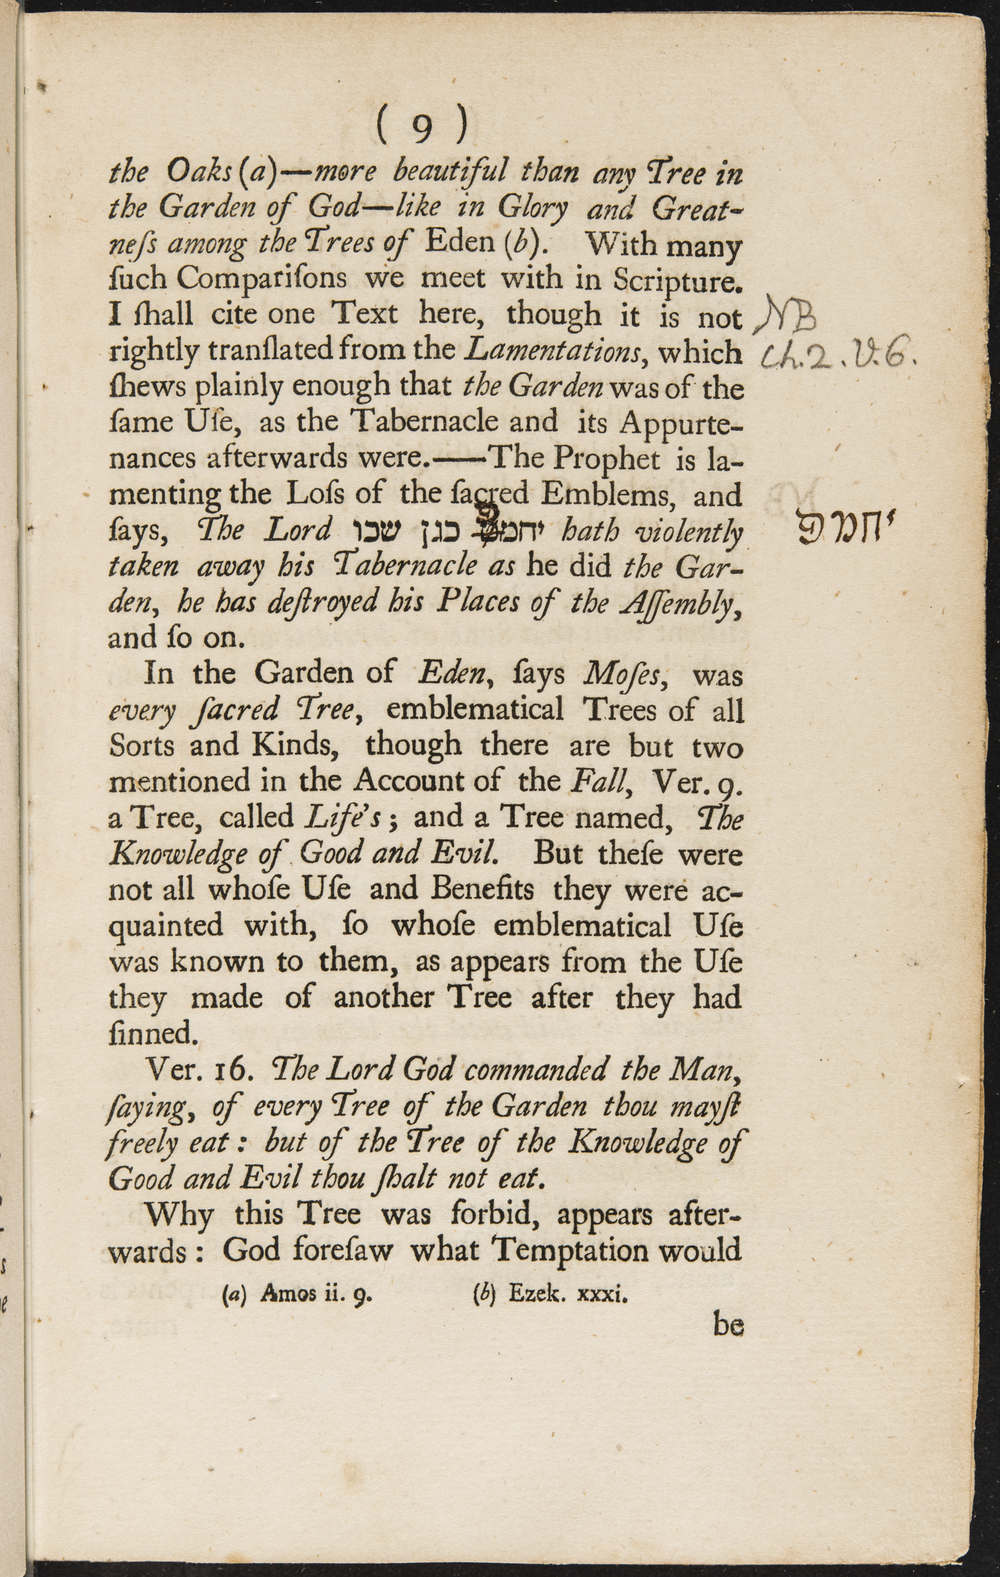 ( 9 )
the Oaks (a)—more beautiful than any Tree in
the Garden of God—like in Glory and Great-
neſs among the Trees of Eden (b). With many
ſuch Compariſons we meet with in Scripture.
I ſhall cite one Text here, though it is not
NB
rightly tranſlated from the Lamentations, which
Ch. 2. V. 6.
ſhews plainly enough that the Garden was of the
ſame Uſe, as the Tabernacle and its Appurte-
nances afterwards were.——The Prophet is la-
menting the Loſs of the ſacred Emblems, and
ſays, The Lord יחמס כגן שכו hath violently
יחמס
taken away his Tabernacle as he did the Gar-
den, he has deſtroyed his Places of the Aſſembly,
and ſo on.
In the Garden of Eden, ſays Moſes, was
every ſacred Tree, emblematical Trees of all
Sorts and Kinds, though there are but two
mentioned in the Account of the Fall, Ver. 9.
a Tree, called Life's; and a Tree named, The
Knowledge of Good and Evil. But theſe were
not all whoſe Uſe and Benefits they were ac-
quainted with, ſo whoſe emblematical Uſe
was known to them, as appears from the Uſe
they made of another Tree after they had
ſinned.
Ver. 16. The Lord God commanded the Man,
ſaying, of every Tree of the Garden thou mayſt
freely eat: but of the Tree of the Knowledge of
Good and Evil thou ſhalt not eat.
Why this Tree was forbid, appears after-
wards: God foreſaw what Temptation would
(a) Amos ii. 9. (b) Ezek. xxxi.
be